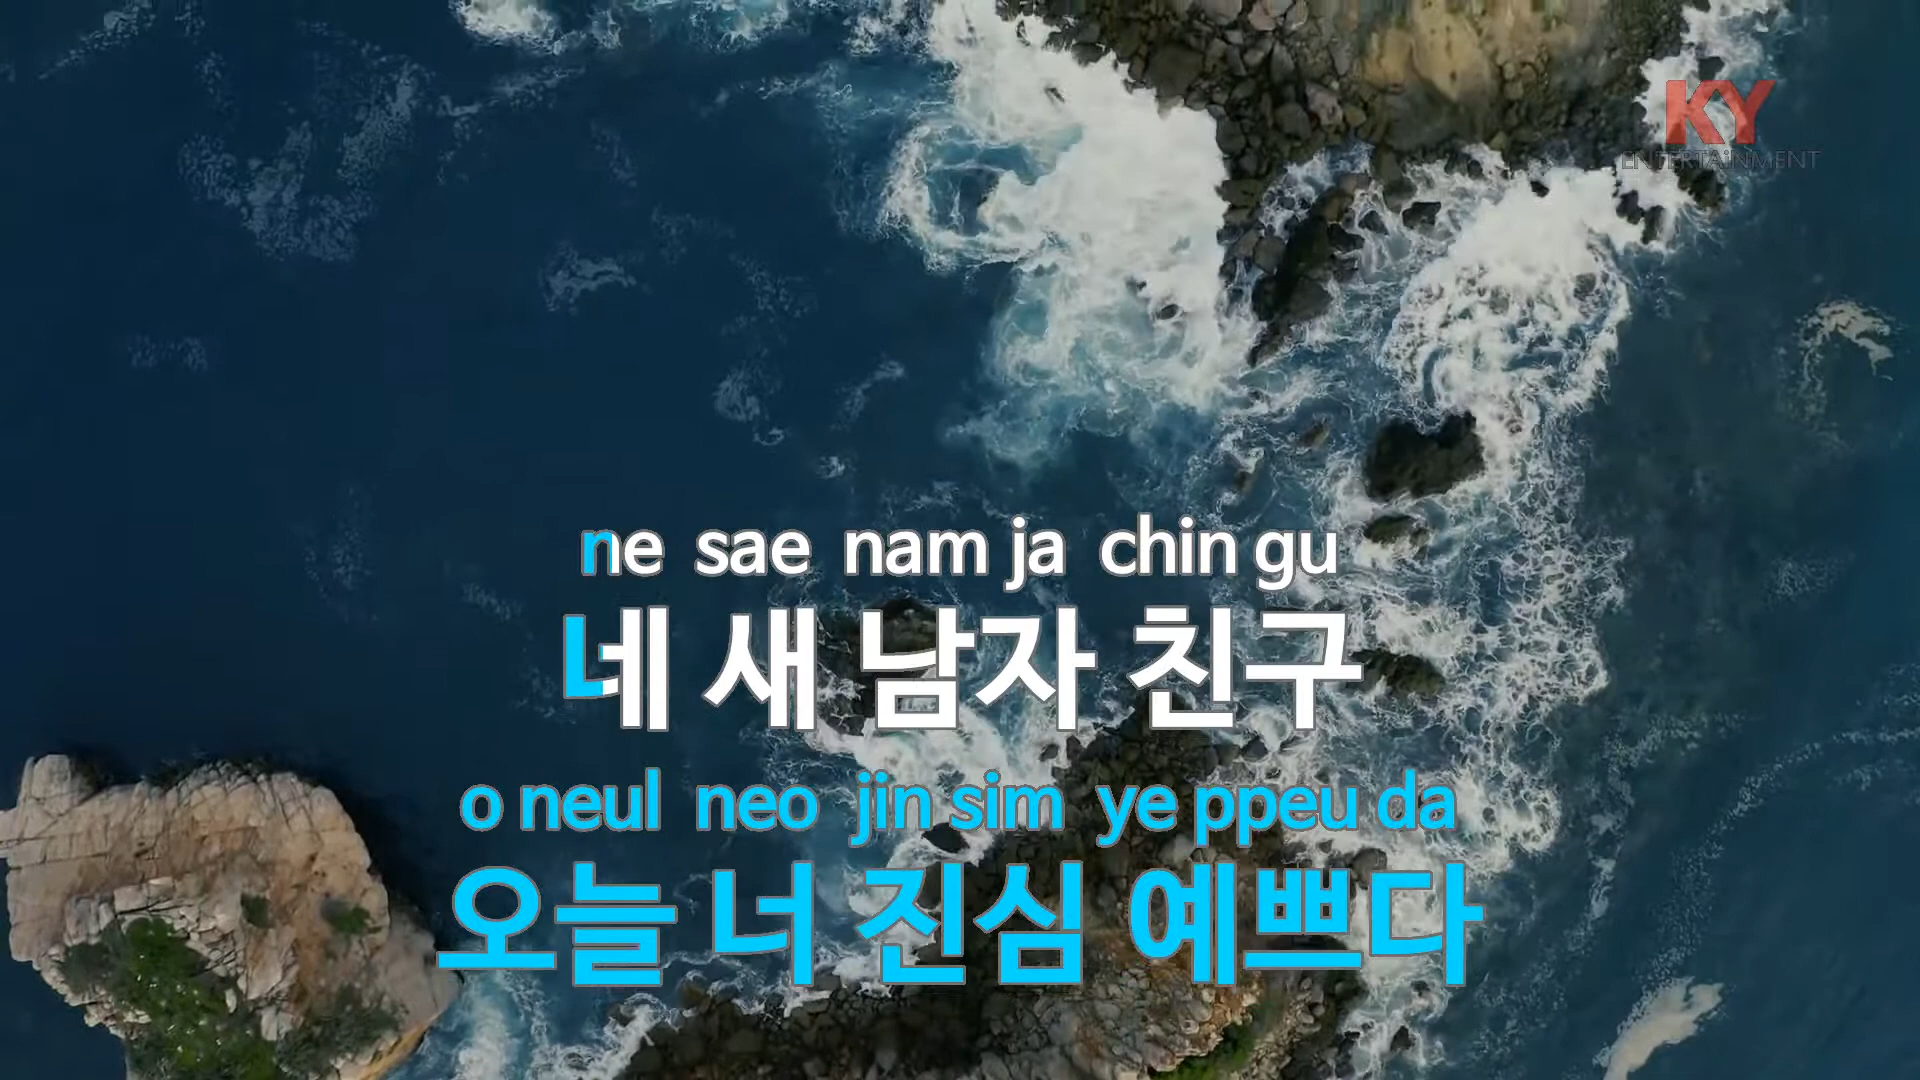 KY
ENTERTAiNMENT
ne sae nam ja chin gu
네 새 남자 친구
o neul neo jin sim ye ppeu da
오늘 너 진심 예쁘다